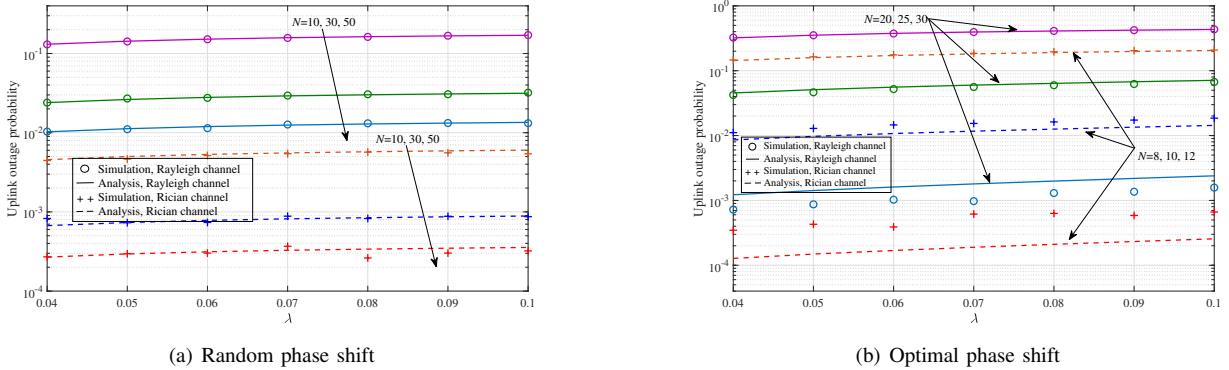 10^-1
10^-2
10^-3
10^-4
Uplink outage probability
N=10, 30, 50
N=10, 30, 50
Simulation, Rayleigh channel
Analysis, Rayleigh channel
Simulation, Rician channel
Analysis, Rician channel
0.04 0.05 0.06 0.07 0.08 0.09 0.1
λ
(a) Random phase shift
10^0
10^-1
10^-2
10^-3
10^-4
Uplink outage probability
N=20, 25, 30
N=8, 10, 12
Simulation, Rayleigh channel
Analysis, Rayleigh channel
Simulation, Rician channel
Analysis, Rician channel
0.04 0.05 0.06 0.07 0.08 0.09 0.1
λ
(b) Optimal phase shift